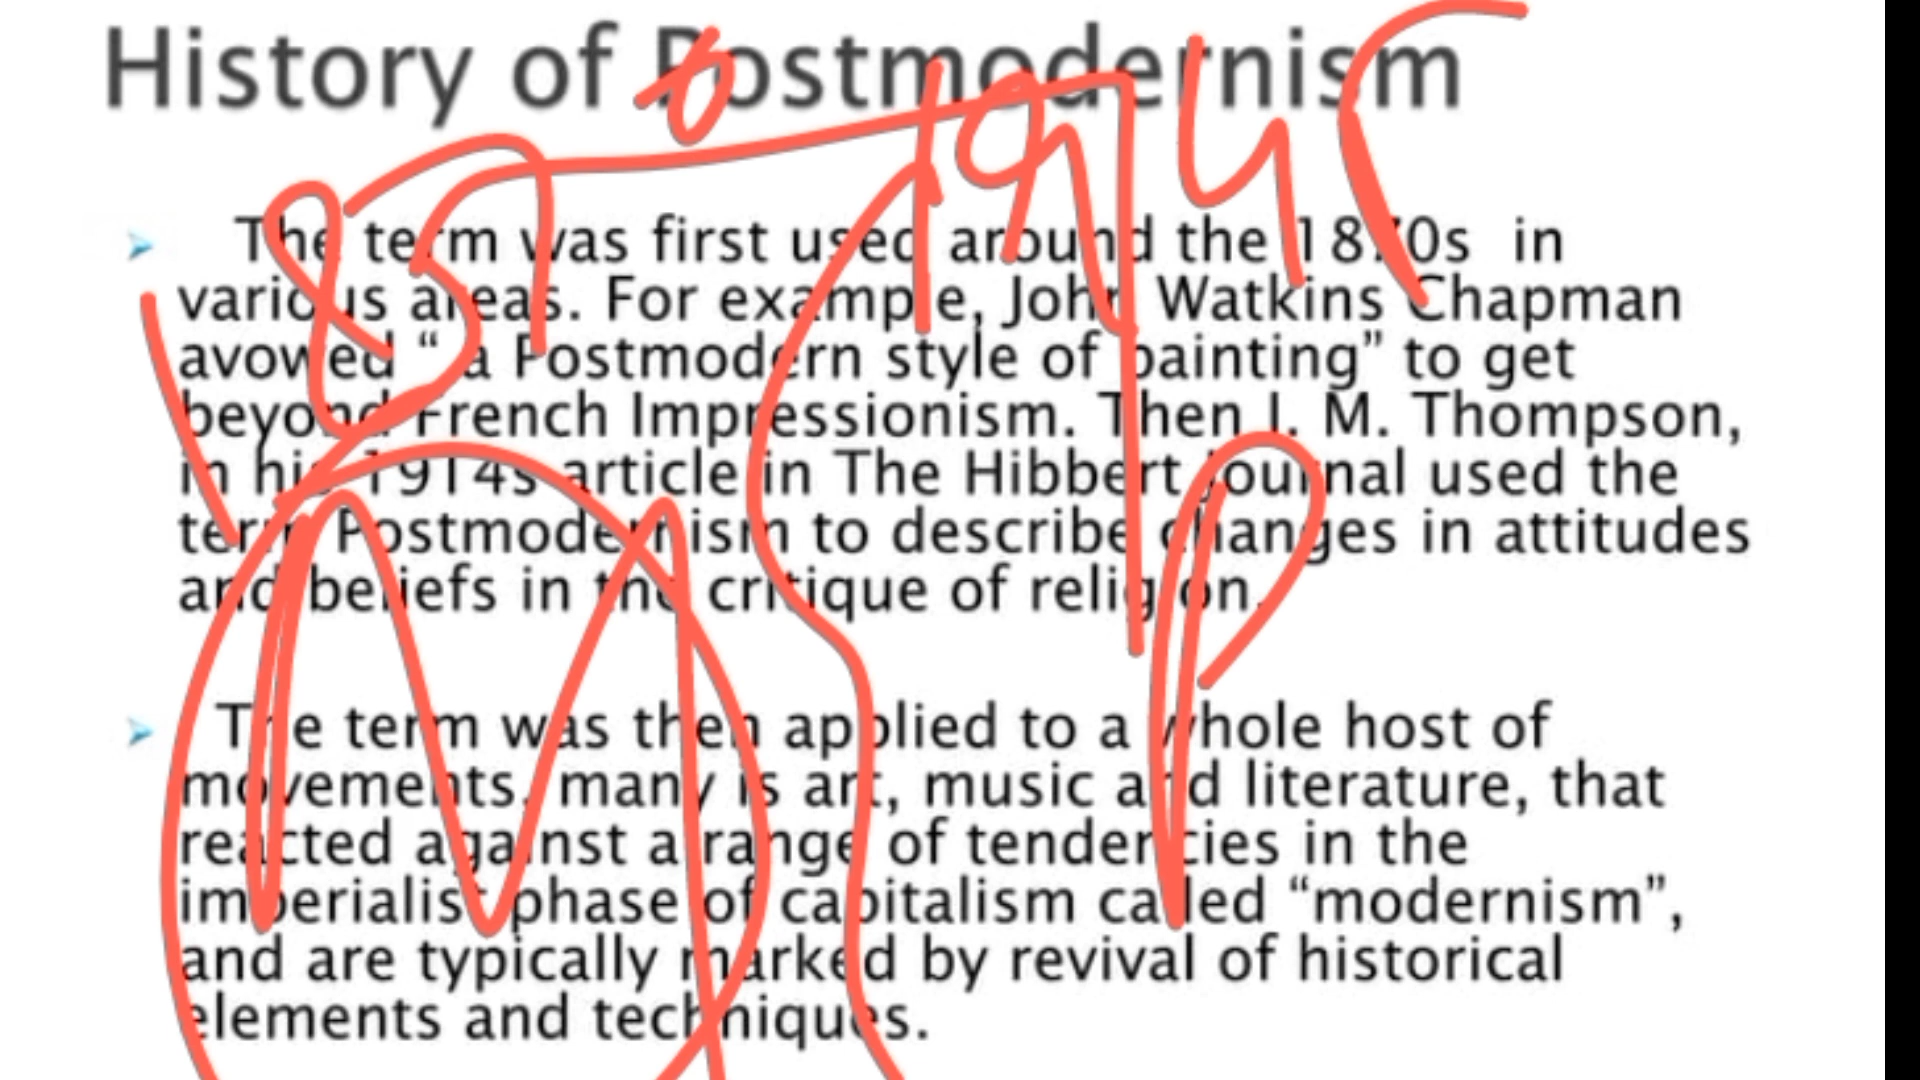 History of Postmodernism
The term was first used around the 1870s in
various areas. For example, John Watkins Chapman
avowed “ a Postmodern style of painting” to get
beyond French Impressionism. Then J. M. Thompson,
in his 1914s article in The Hibbert Journal used the
term Postmodernism to describe changes in attitudes
and beliefs in the critique of religion.
The term was then applied to a whole host of
movements, many is art, music and literature, that
reacted against a range of tendencies in the
imperialist phase of capitalism called “modernism”,
and are typically marked by revival of historical
elements and techniques.
1945
M
P